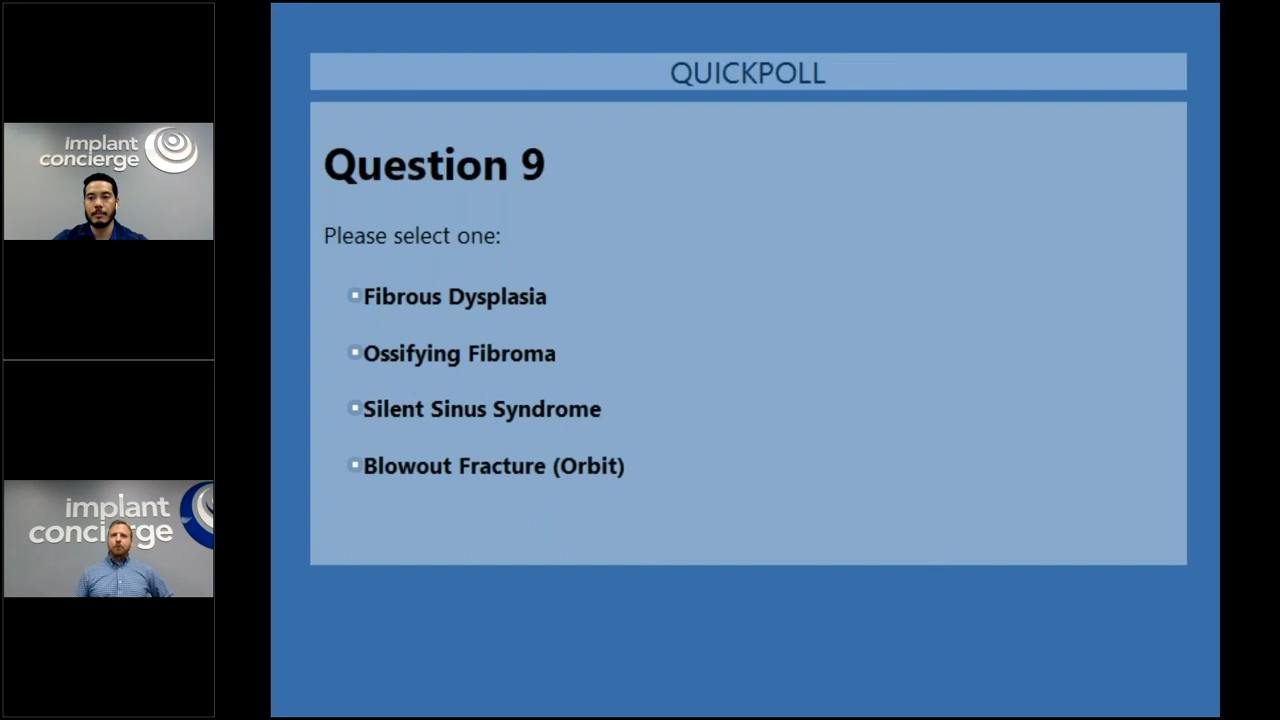 implant
concierge
implant
QUICKPOLL
Question 9
Please select one:
Fibrous Dysplasia
Ossifying Fibroma
Silent Sinus Syndrome
Blowout Fracture (Orbit)